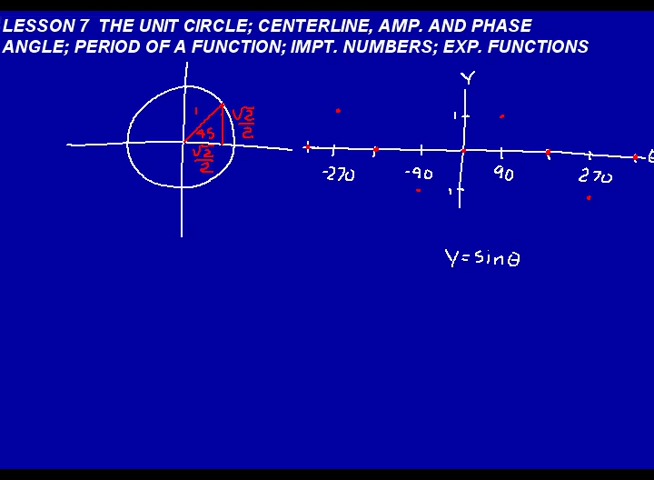 LESSON 7 THE UNIT CIRCLE; CENTERLINE, AMP. AND PHASE
ANGLE; PERIOD OF A FUNCTION; IMPT. NUMBERS; EXP. FUNCTIONS
Y
1
1
√2/2
45
√2/2
-270
-90
90
270
θ
1
Y=sinθ